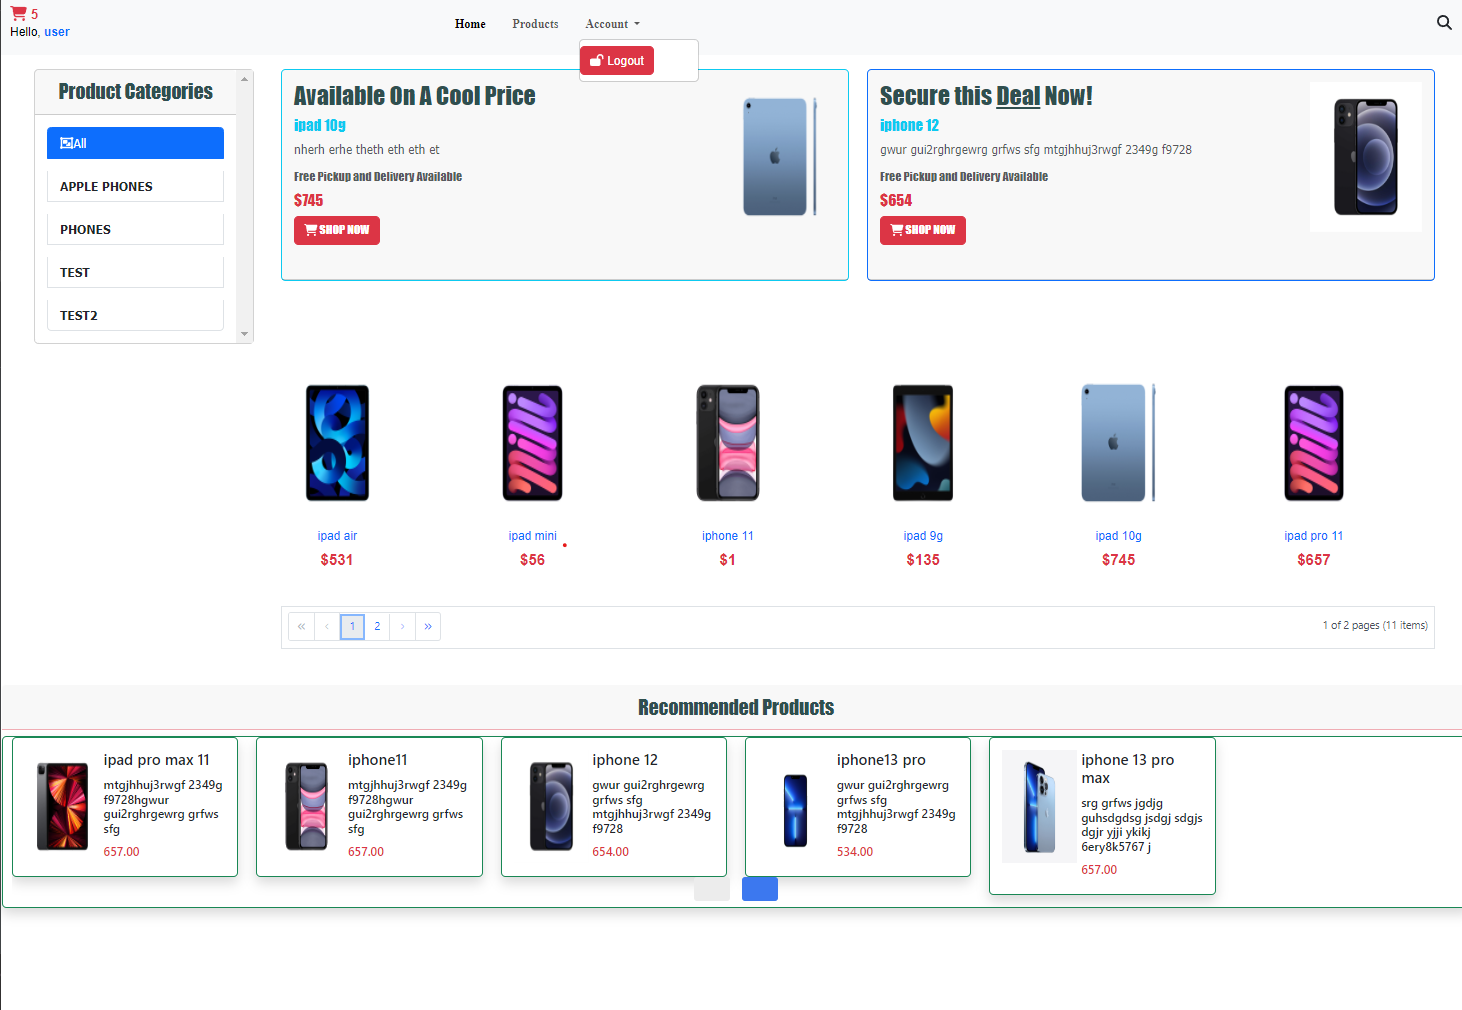 5
Hello, user
Home Products Account
Logout
Product Categories
All
APPLE PHONES
PHONES
TEST
TEST2
Available On A Cool Price
ipad 10g
nherh erhe theth eth eth et
Free Pickup and Delivery Available
$745
SHOP NOW
Secure this Deal Now!
iphone 12
gwur gui2rghrgewrg grfws sfg mtgjhhuj3rwgf 2349g f9728
Free Pickup and Delivery Available
$654
SHOP NOW
ipad air
$531
ipad mini
$56
iphone 11
$1
ipad 9g
$135
ipad 10g
$745
ipad pro 11
$657
« ‹ 1 2 › »
1 of 2 pages (11 items)
Recommended Products
ipad pro max 11
mtgjhhuj3rwgf 2349g
f9728hgwur
gui2rghrgewrg grfws
sfg
657.00
iphone11
mtgjhhuj3rwgf 2349g
f9728hgwur
gui2rghrgewrg grfws
sfg
657.00
iphone 12
gwur gui2rghrgewrg
grfws sfg
mtgjhhuj3rwgf 2349g
f9728
654.00
iphone13 pro
gwur gui2rghrgewrg
grfws sfg
mtgjhhuj3rwgf 2349g
f9728
534.00
iphone 13 pro
max
srg grfws jgdjg
guhsdgdsg jsdgj sdgjs
dgjr yjji ykikj
6ery8k5767 j
657.00